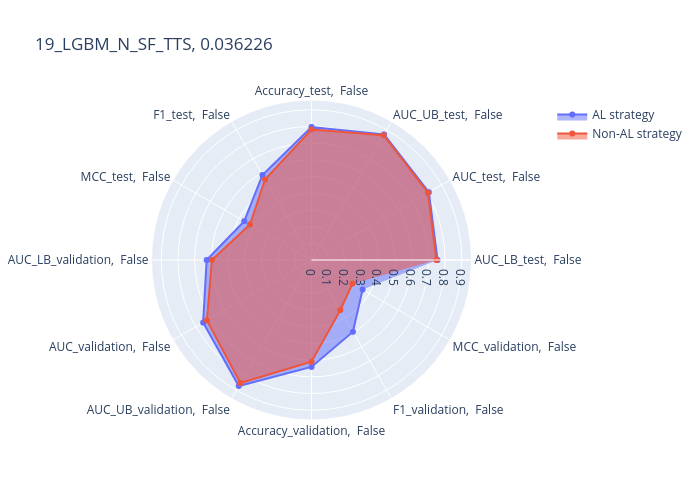 19_LGBM_N_SF_TTS, 0.036226
Accuracy_test,  False
F1_test,  False
AUC_UB_test,  False
AL strategy
Non-AL strategy
MCC_test,  False
AUC_test,  False
AUC_LB_validation,  False
AUC_LB_test,  False
0
0.1
0.2
0.3
0.4
0.5
0.6
0.7
0.8
0.9
AUC_validation,  False
MCC_validation,  False
AUC_UB_validation,  False
F1_validation,  False
Accuracy_validation,  False